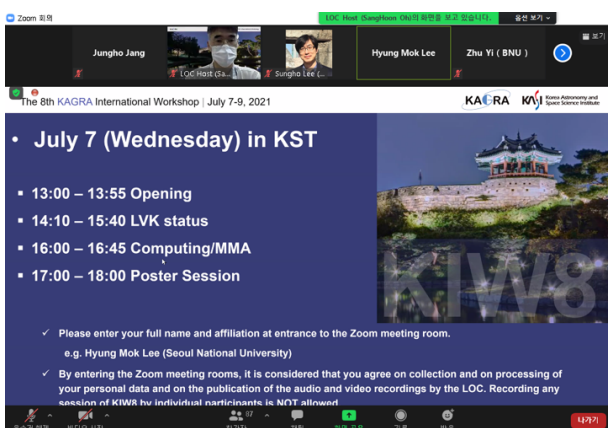 Zoom 회의
LOC Host (SangHoon Oh)의 화면을 보고 있습니다.
옵션 보기
보기
Jungho Jang
LOC Host (Sa...
Sungho Lee (...
Hyung Mok Lee
Zhu Yi ( BNU )
The 8th KAGRA International Workshop | July 7-9, 2021
KAGRA
KASI Korea Astronomy and
Space Science Institute
• July 7 (Wednesday) in KST
▪ 13:00 – 13:55 Opening
▪ 14:10 – 15:40 LVK status
▪ 16:00 – 16:45 Computing/MMA
▪ 17:00 – 18:00 Poster Session
KIW8
✓ Please enter your full name and affiliation at entrance to the Zoom meeting room.
e.g. Hyung Mok Lee (Seoul National University)
✓ By entering the Zoom meeting rooms, it is considered that you agree on collection and on processing of
your personal data and on the publication of the audio and video recordings by the LOC. Recording any
session of KIW8 by individual participants is NOT allowed
87
나가기